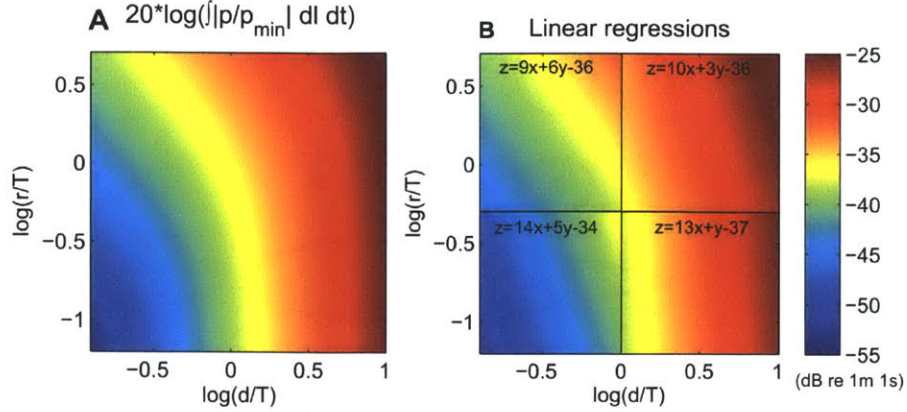 A 20*log(∫|p/p_min| dl dt)
0.5
0
−0.5
−1
log(r/T)
−0.5
0
0.5
1
log(d/T)
B Linear regressions
z=9x+6y-36
z=10x+3y-36
z=14x+5y-34
z=13x+y-37
0.5
0
−0.5
−1
log(r/T)
−0.5
0
0.5
1
log(d/T)
−25
−30
−35
−40
−45
−50
−55
(dB re 1m 1s)